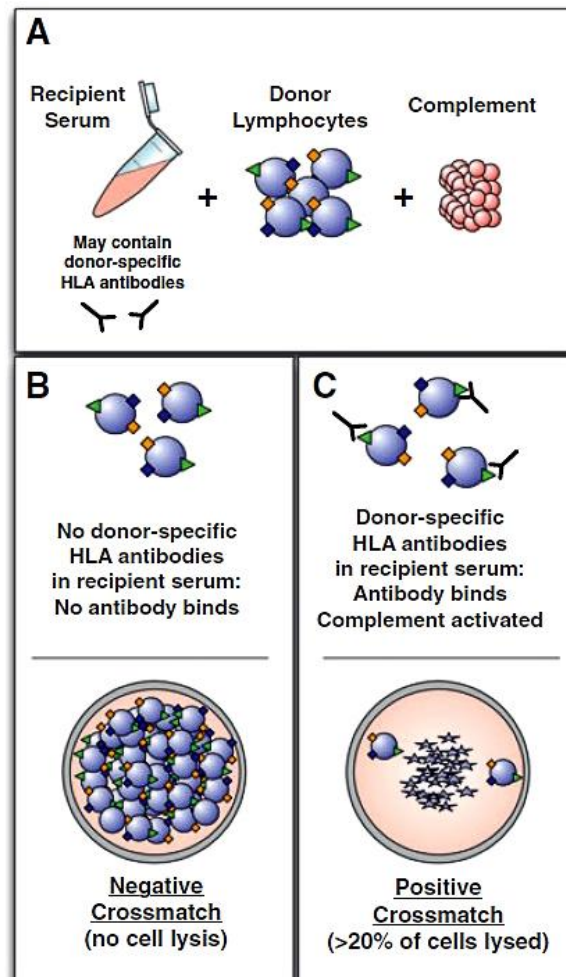 A
Recipient
Serum
Donor
Lymphocytes
Complement
+
+
May contain
donor-specific
HLA antibodies
B
No donor-specific
HLA antibodies
in recipient serum:
No antibody binds
Negative
Crossmatch
(no cell lysis)
C
Donor-specific
HLA antibodies
in recipient serum:
Antibody binds
Complement activated
Positive
Crossmatch
(>20% of cells lysed)